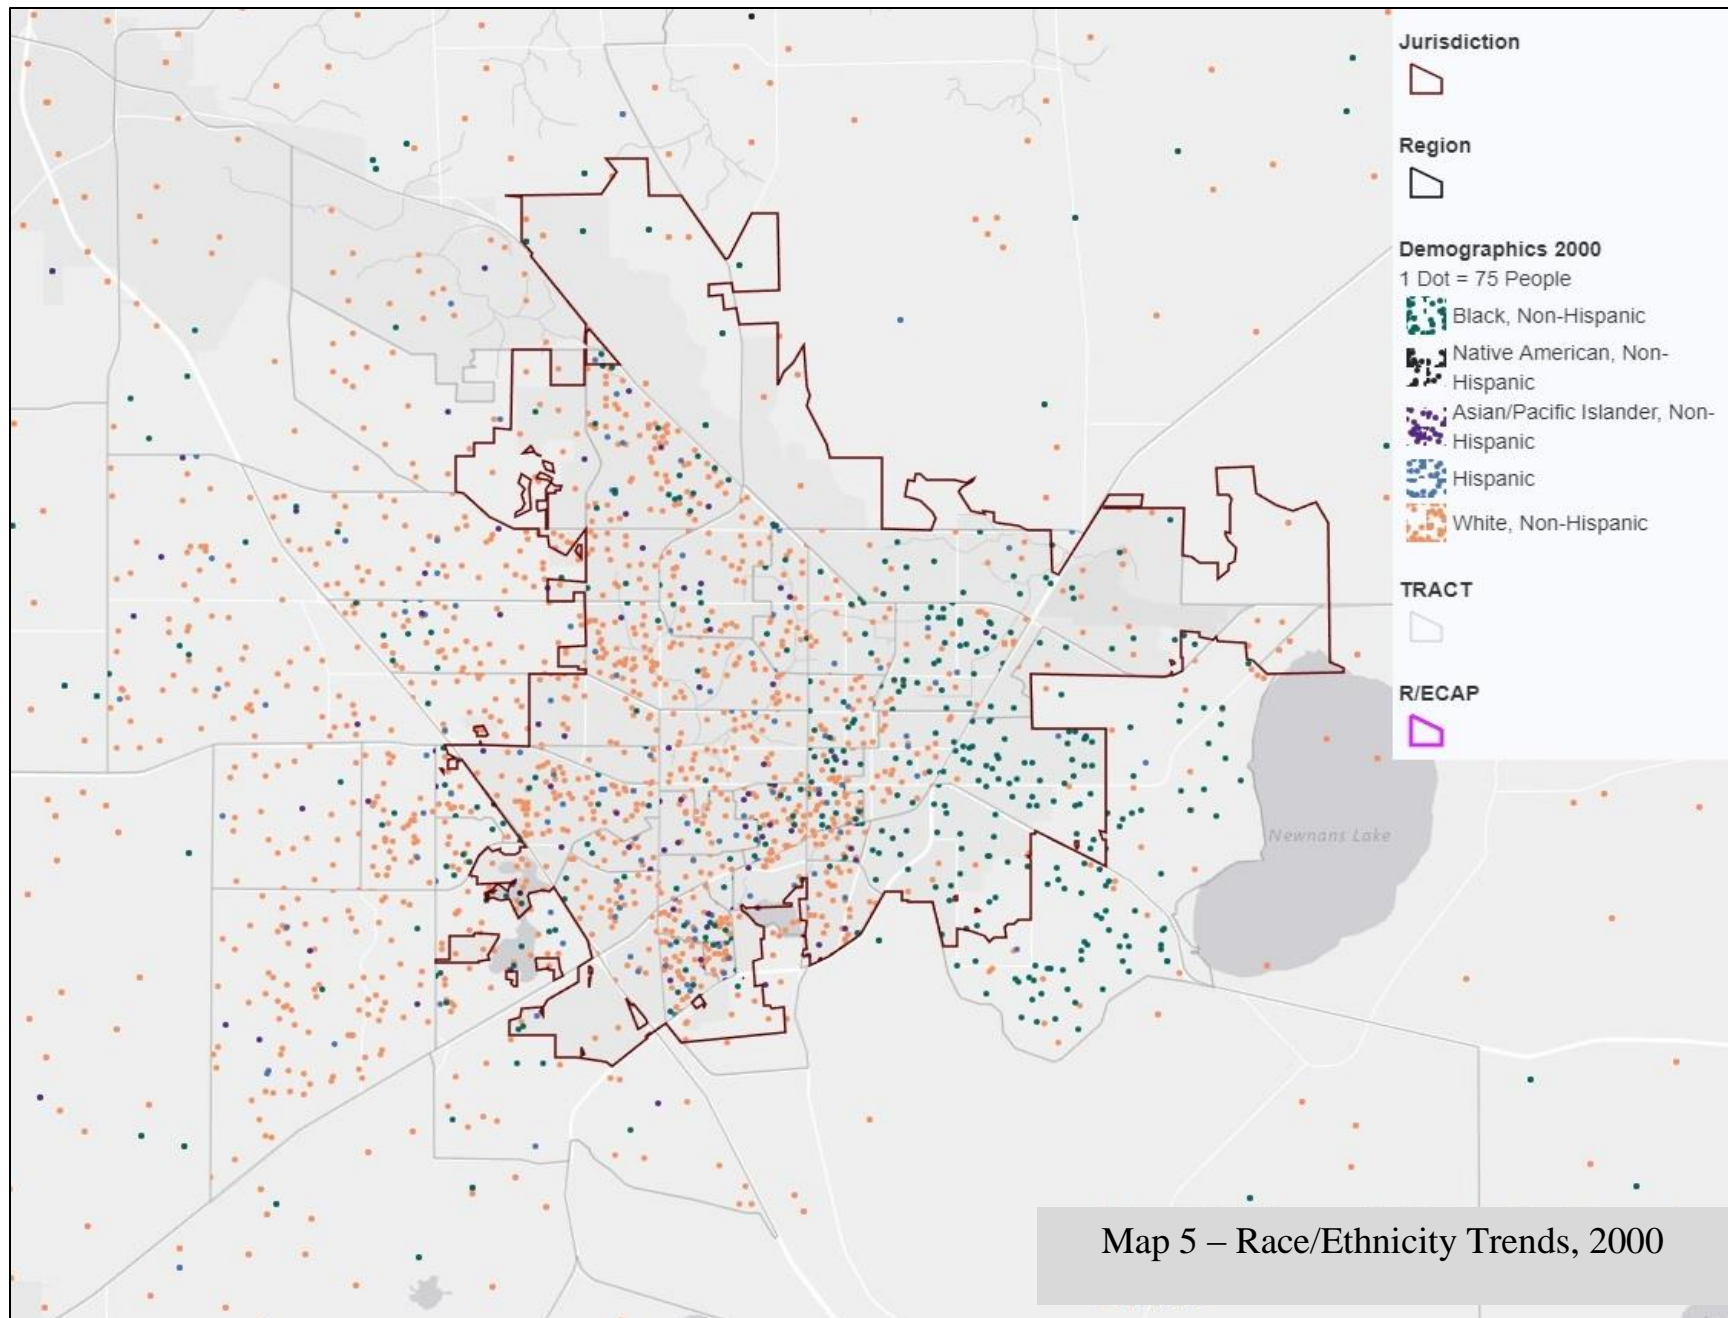 Jurisdiction
Region
Demographics 2000
1 Dot = 75 People
Black, Non-Hispanic
Native American, Non-
Hispanic
Asian/Pacific Islander, Non-
Hispanic
Hispanic
White, Non-Hispanic
TRACT
R/ECAP
Newnans Lake
Map 5 – Race/Ethnicity Trends, 2000